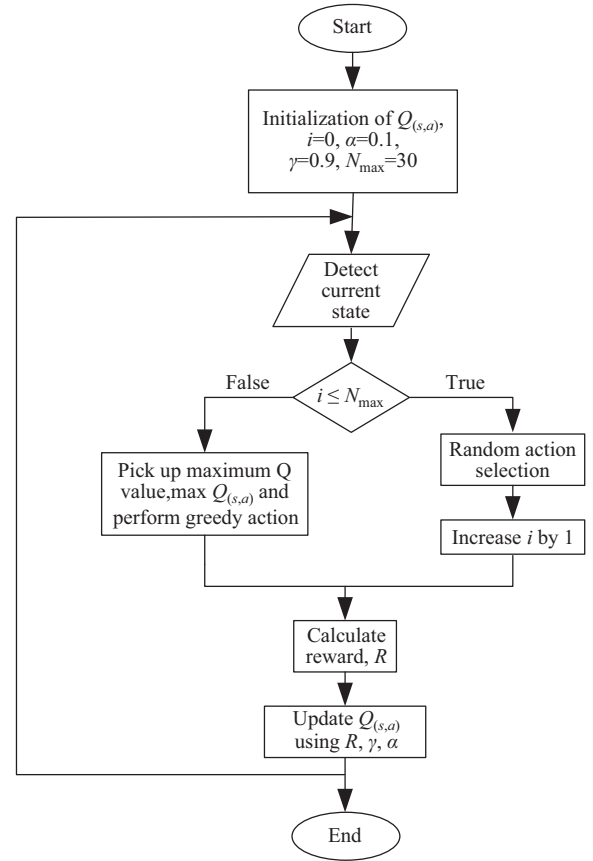 Start
Initialization of Q(s,a),
i=0, α=0.1,
γ=0.9, Nmax=30
Detect
current
state
False
i ≤ Nmax
True
Pick up maximum Q
value,max Q(s,a) and
perform greedy action
Random action
selection
Increase i by 1
Calculate
reward, R
Update Q(s,a)
using R, γ, α
End